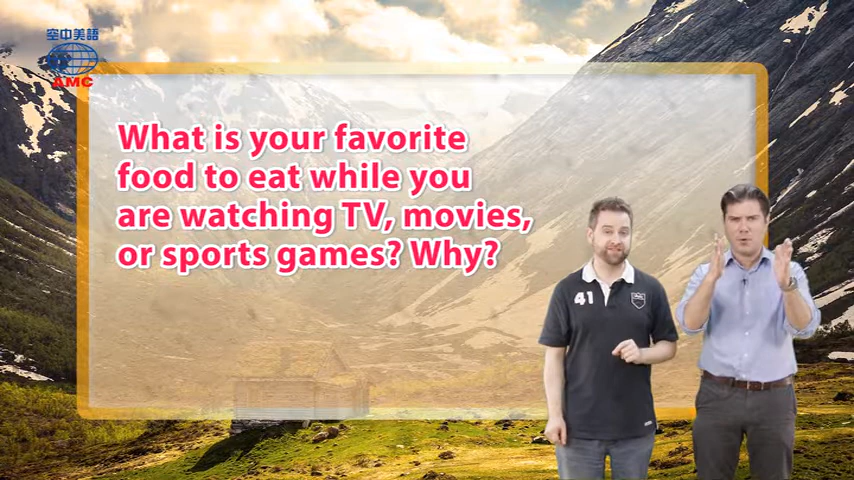 空中美語
AMC
What is your favorite
food to eat while you
are watching TV, movies,
or sports games? Why?
41